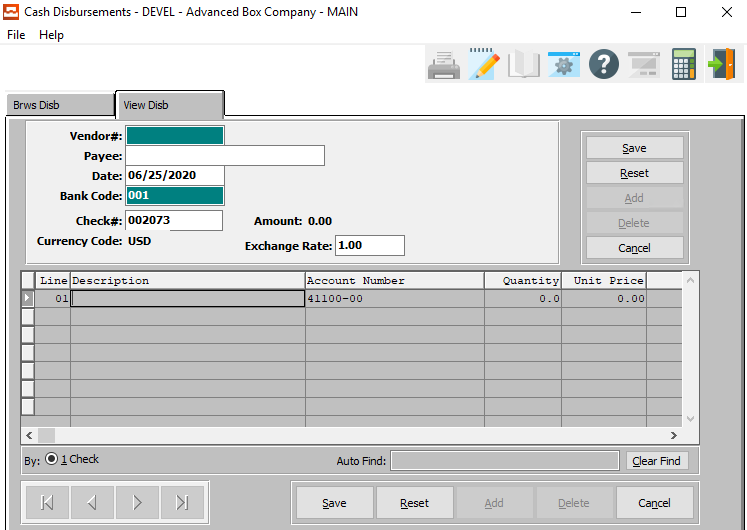 Cash Disbursements - DEVEL - Advanced Box Company - MAIN
File Help
Brws Disb View Disb
Vendor#:
Payee:
Date: 06/25/2020
Bank Code: 001
Check#: 002073 Amount: 0.00
Currency Code: USD Exchange Rate: 1.00
Save
Reset
Add
Delete
Cancel
Line Description Account Number Quantity Unit Price
01 41100-00 0.0 0.00
By: 1 Check Auto Find: Clear Find
Save Reset Add Delete Cancel